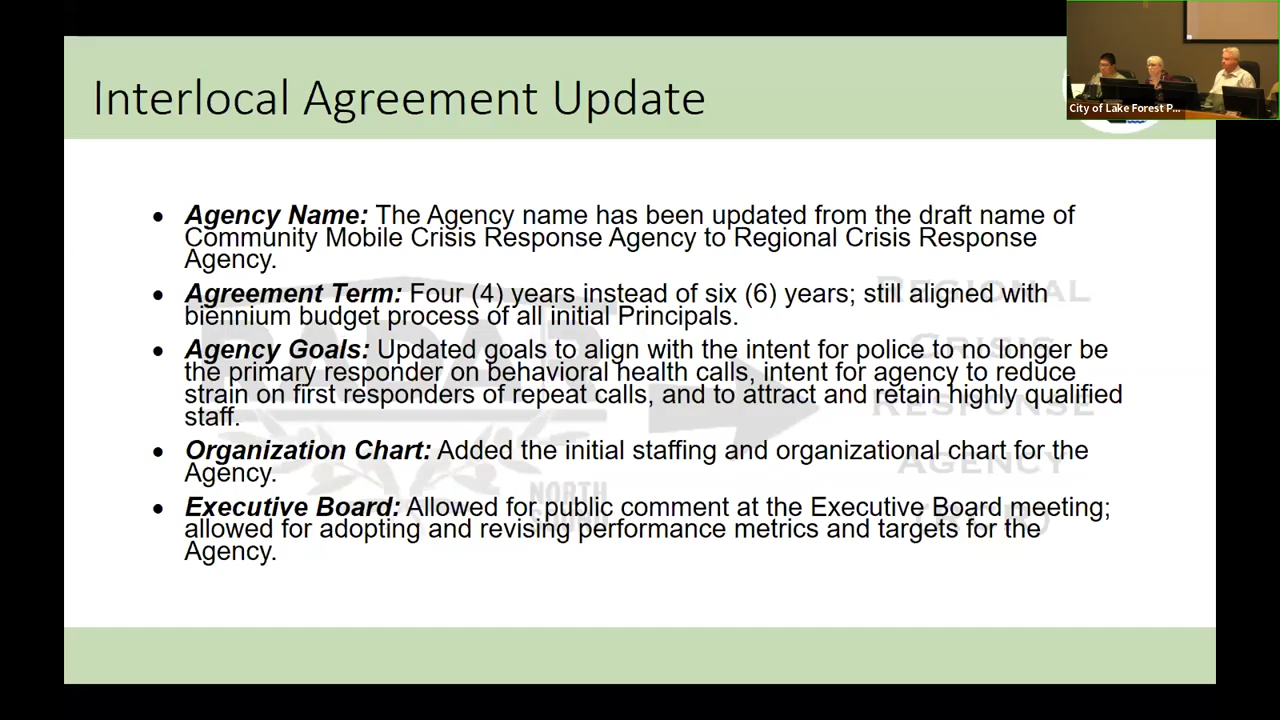 Interlocal Agreement Update
City of Lake Forest P...
• Agency Name: The Agency name has been updated from the draft name of
Community Mobile Crisis Response Agency to Regional Crisis Response
Agency.
• Agreement Term: Four (4) years instead of six (6) years; still aligned with
biennium budget process of all initial Principals.
• Agency Goals: Updated goals to align with the intent for police to no longer be
the primary responder on behavioral health calls, intent for agency to reduce
strain on first responders of repeat calls, and to attract and retain highly qualified
staff.
• Organization Chart: Added the initial staffing and organizational chart for the
Agency.
• Executive Board: Allowed for public comment at the Executive Board meeting;
allowed for adopting and revising performance metrics and targets for the
Agency.
RADAR
NORTH
REGIONAL
CRISIS
RESPONSE
AGENCY